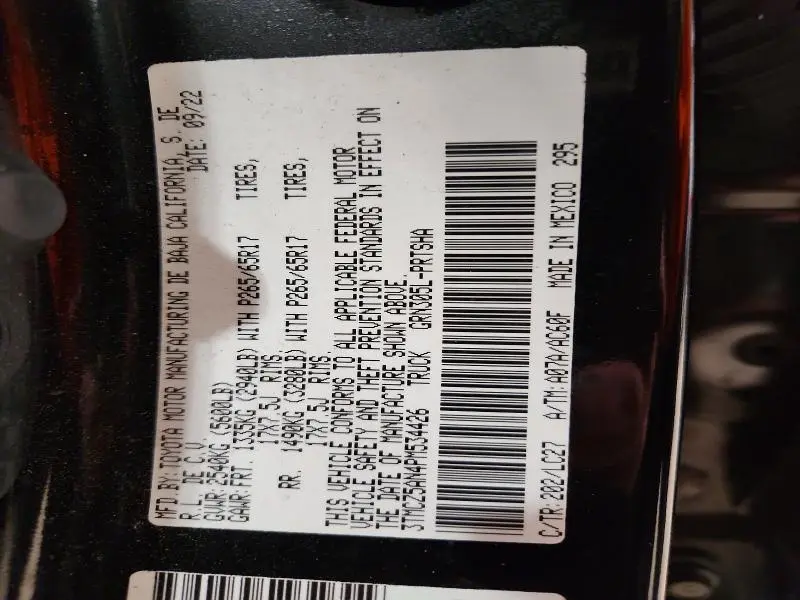 MFD.BY:TOYOTA MOTOR MANUFACTURING DE BAJA CALIFORNIA, S. DE
R.L. DE C.V. DATE: 09/22
GVWR:2540KG (5600LB)
GAWR:FRT. 1335KG (2940LB) WITH P265/65R17 TIRES,
17X7.5J RIMS,
RR. 1490KG (3280LB) WITH P265/65R17 TIRES,
17X7.5J RIMS.
THIS VEHICLE CONFORMS TO ALL APPLICABLE FEDERAL MOTOR
VEHICLE SAFETY AND THEFT PREVENTION STANDARDS IN EFFECT ON
THE DATE OF MANUFACTURE SHOWN ABOVE.
3TMCZ5AN4PM534426 TRUCK GRN305L-PRTSHA
C/TR:202/LC27 A/TM:A07A/AC60F MADE IN MEXICO 295